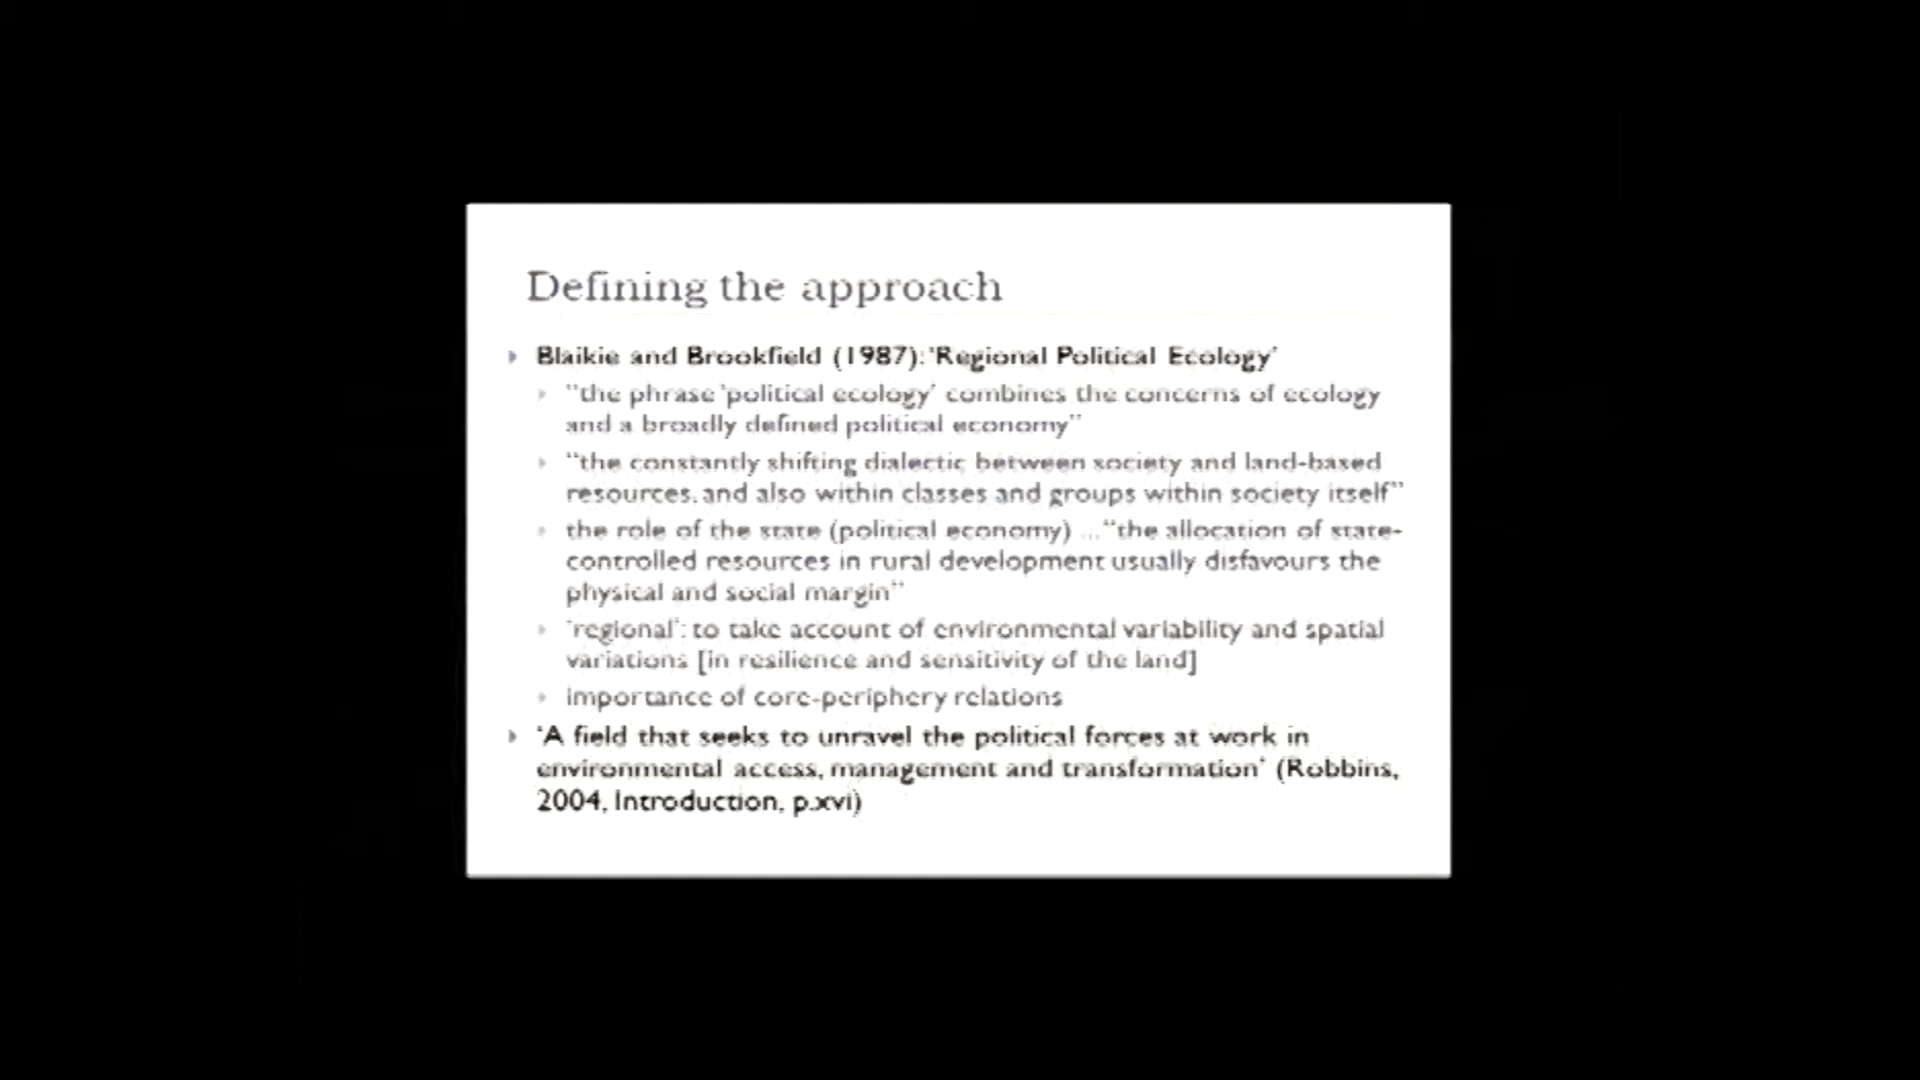 Defining the approach
Blaikie and Brookfield (1987): 'Regional Political Ecology'
"the phrase 'political ecology' combines the concerns of ecology
and a broadly defined political economy"
"the constantly shifting dialectic between society and land-based
resources, and also within classes and groups within society itself"
the role of the state (political economy) ... "the allocation of state-
controlled resources in rural development usually disfavours the
physical and social margin"
'regional': to take account of environmental variability and spatial
variations [in resilience and sensitivity of the land]
importance of core-periphery relations
'A field that seeks to unravel the political forces at work in
environmental access, management and transformation' (Robbins,
2004, Introduction, p.xvi)